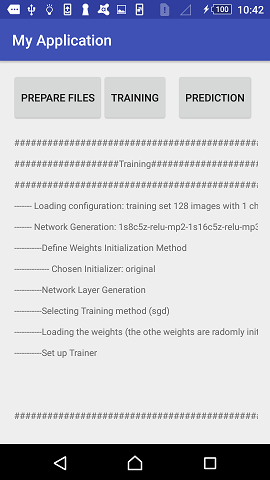 100 10:42
My Application
PREPARE FILES TRAINING PREDICTION
############################################
###################Training####################
############################################
------- Loading configuration: training set 128 images with 1 ch
------- Network Generation: 1s8c5z-relu-mp2-1s16c5z-relu-mp3
-----------Define Weights Initialization Method
-------------- Chosen Initializer: original
-----------Network Layer Generation
-----------Selecting Training method (sgd)
-----------Loading the weights (the othe weights are radomly init
-----------Set up Trainer
############################################